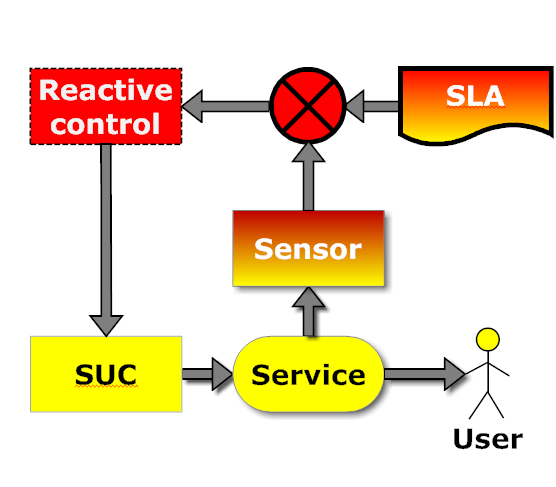 Reactive
control
SLA
Sensor
SUC
Service
User